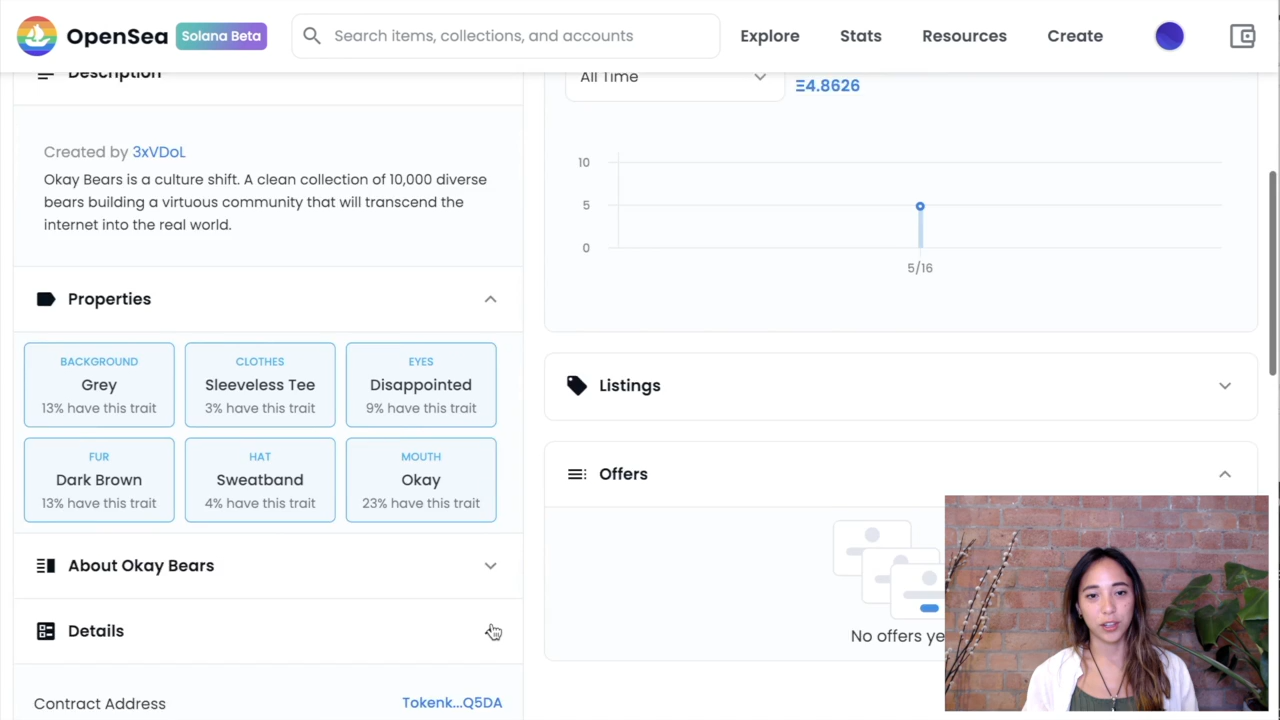 OpenSea
Solana Beta
Search items, collections, and accounts
Explore
Stats
Resources
Create
Description
Created by 3xVDoL
Okay Bears is a culture shift. A clean collection of 10,000 diverse
bears building a virtuous community that will transcend the
internet into the real world.
Properties
BACKGROUND
Grey
13% have this trait
CLOTHES
Sleeveless Tee
3% have this trait
EYES
Disappointed
9% have this trait
FUR
Dark Brown
13% have this trait
HAT
Sweatband
4% have this trait
MOUTH
Okay
23% have this trait
About Okay Bears
Details
Contract Address
Tokenk...Q5DA
All Time
Ξ4.8626
10
5
0
5/16
Listings
Offers
No offers ye